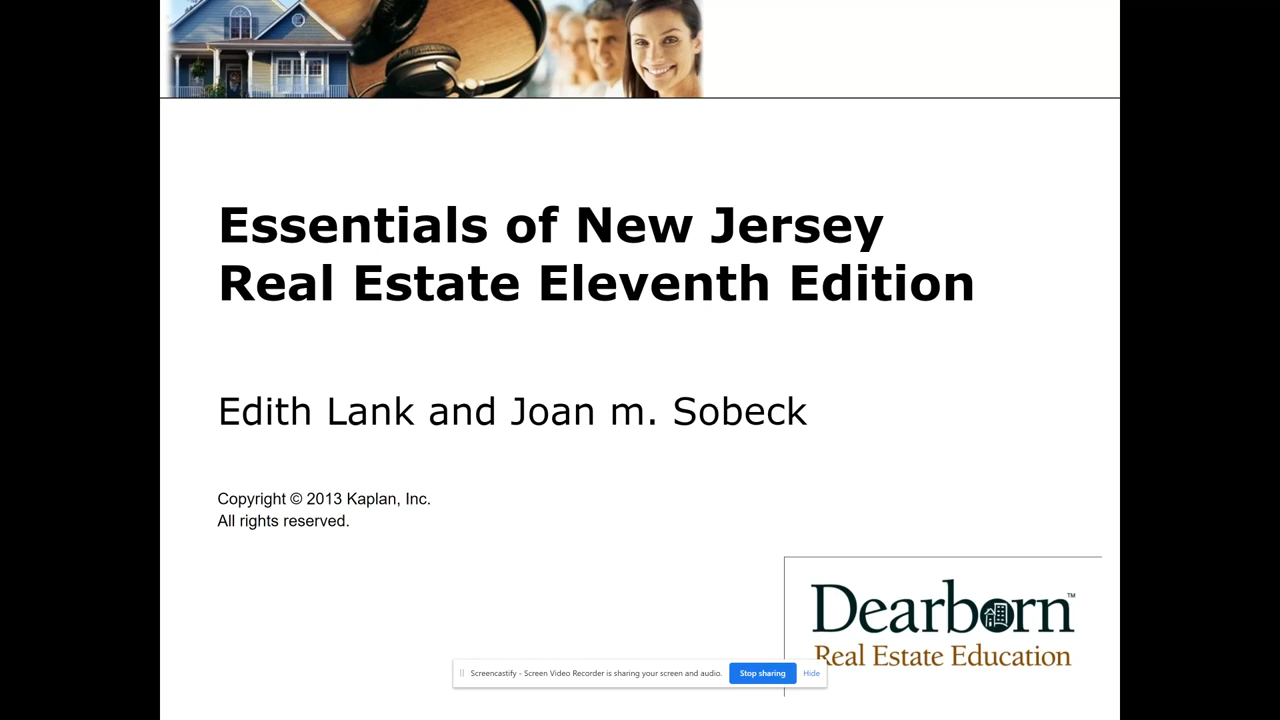 Essentials of New Jersey
Real Estate Eleventh Edition
Edith Lank and Joan m. Sobeck
Copyright © 2013 Kaplan, Inc.
All rights reserved.
Dearborn™
Real Estate Education
Screencastify - Screen Video Recorder is sharing your screen and audio. Stop sharing Hide